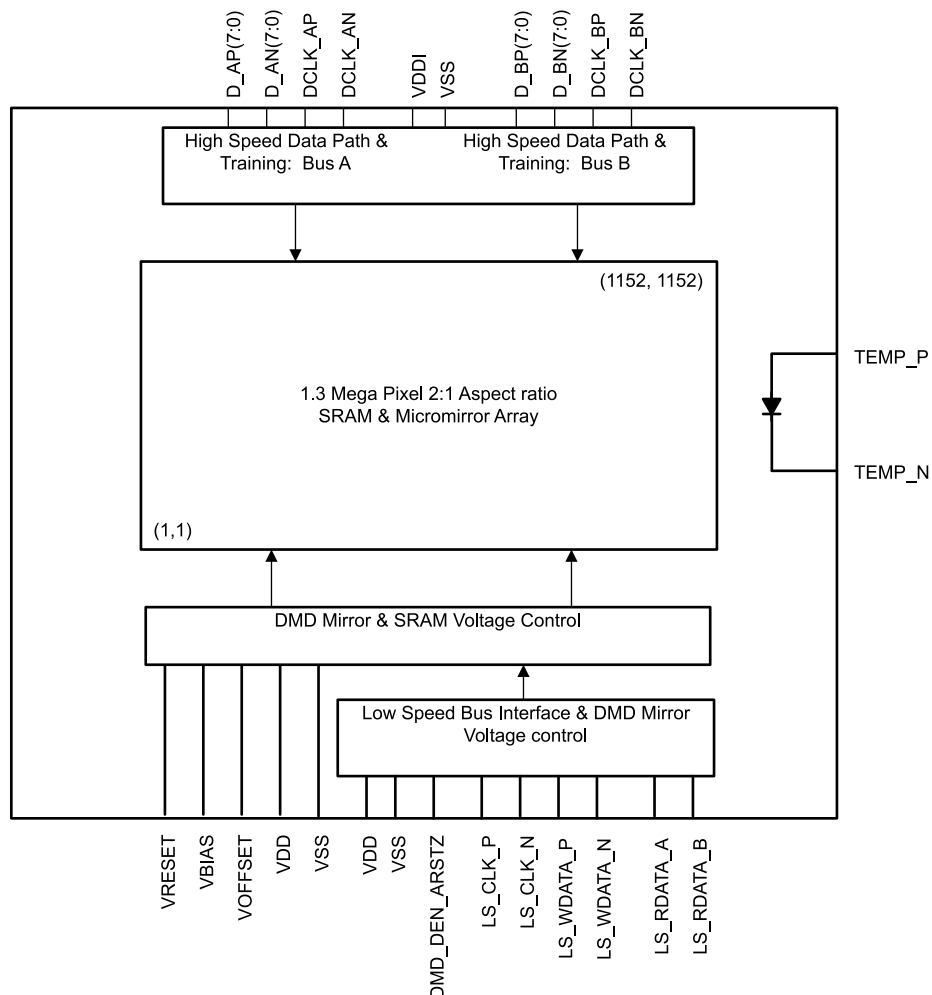 D_AP(7:0)
D_AN(7:0)
DCLK_AP
DCLK_AN
VDDI
VSS
D_BP(7:0)
D_BN(7:0)
DCLK_BP
DCLK_BN
High Speed Data Path &
Training: Bus A
High Speed Data Path &
Training: Bus B
(1152, 1152)
1.3 Mega Pixel 2:1 Aspect ratio
SRAM & Micromirror Array
(1,1)
TEMP_P
TEMP_N
DMD Mirror & SRAM Voltage Control
Low Speed Bus Interface & DMD Mirror
Voltage control
VRESET
VBIAS
VOFFSET
VDD
VSS
VDD
VSS
DMD_DEN_ARSTZ
LS_CLK_P
LS_CLK_N
LS_WDATA_P
LS_WDATA_N
LS_RDATA_A
LS_RDATA_B